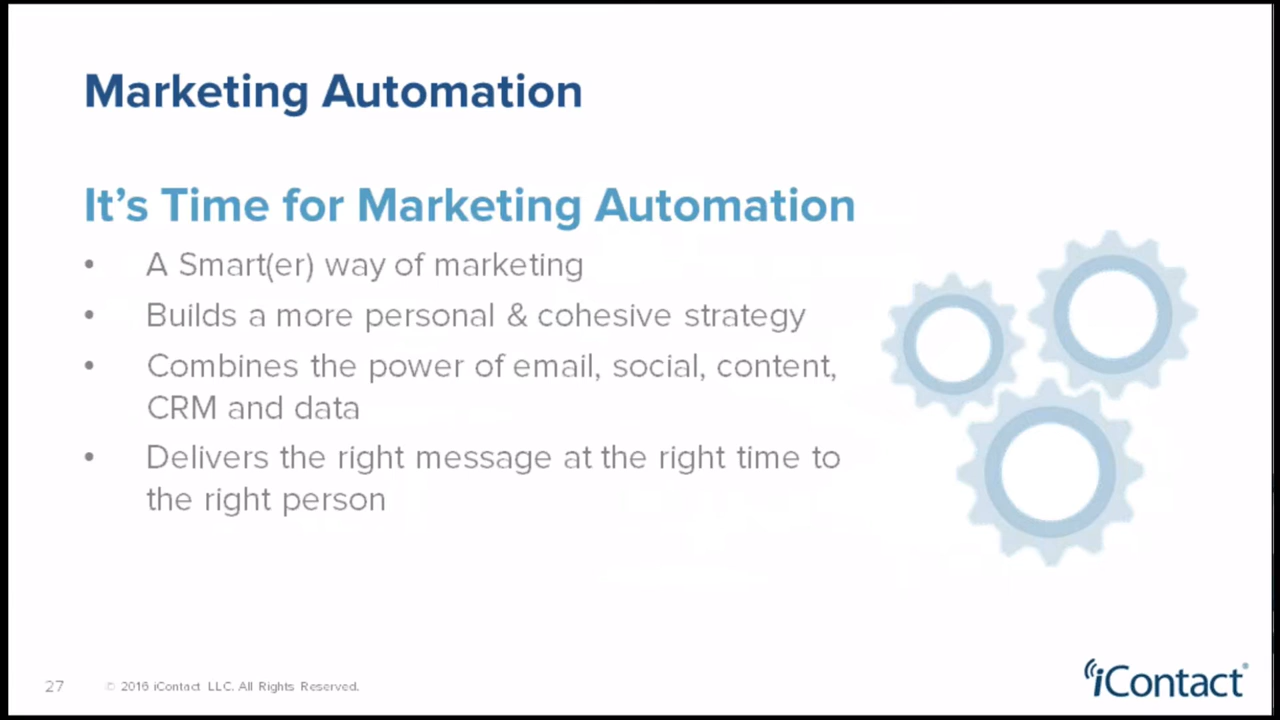 Marketing Automation
It’s Time for Marketing Automation
• A Smart(er) way of marketing
• Builds a more personal & cohesive strategy
• Combines the power of email, social, content,
CRM and data
• Delivers the right message at the right time to
the right person
27 © 2016 iContact LLC. All Rights Reserved.
iContact®